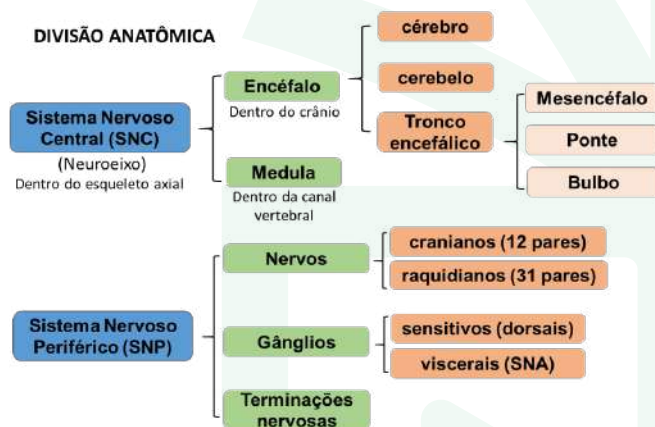 DIVISÃO ANATÔMICA
Sistema Nervoso
Central (SNC)
(Neuroeixo)
Dentro do esqueleto axial
Encéfalo
Dentro do crânio
cérebro
cerebelo
Tronco
encefálico
Mesencéfalo
Ponte
Bulbo
Medula
Dentro da canal
vertebral
Sistema Nervoso
Periférico (SNP)
Nervos
cranianos (12 pares)
raquidianos (31 pares)
Gânglios
sensitivos (dorsais)
viscerais (SNA)
Terminações
nervosas